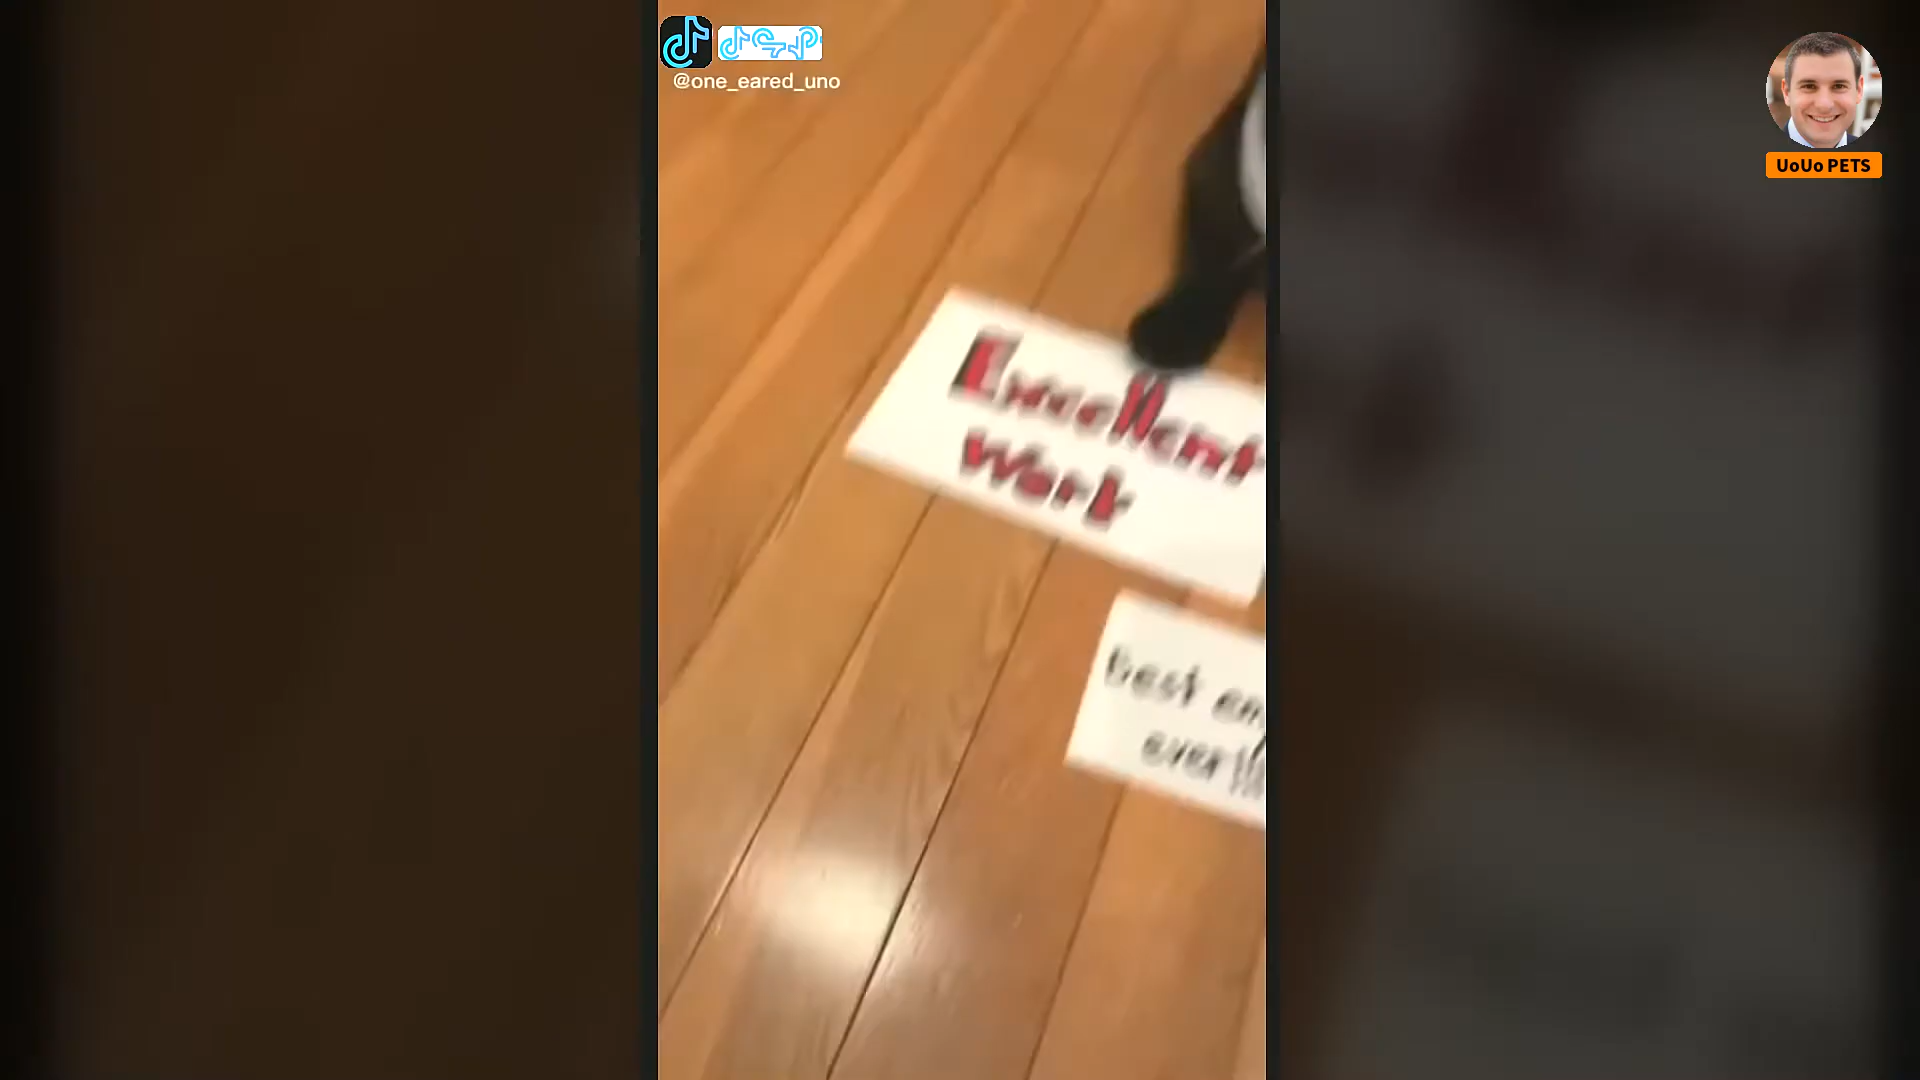 @one_eared_uno
UoUo PETS
Excellent
Work
Best
ever!!!